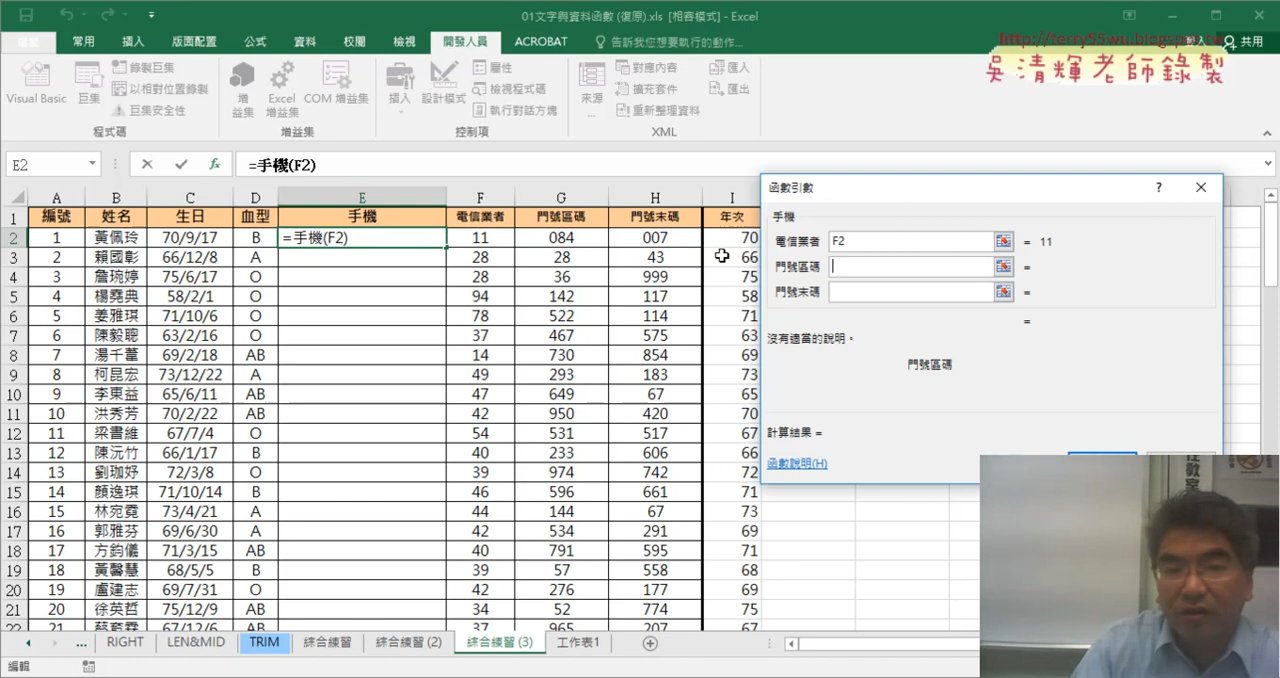 01文字與資料函數 (復原).xls [相容模式] - Excel
http://terry55wu.blogspot.tw
吳清輝老師錄製
常用 插入 版面配置 公式 資料 校閱 檢視 開發人員 ACROBAT 告訴我您想要執行的動作... 共用
Visual Basic 巨集 錄製巨集 以相對位置錄製 巨集安全性 程式碼
增益集 Excel 增益集 COM 增益集 增益集
插入 設計模式 屬性 檢視程式碼 執行對話方塊 控制項
來源... 對應內容 擴充套件 重新整理資料 匯入 匯出 XML
E2 fx =手機(F2)
A B C D E F G H I
1 編號 姓名 生日 血型 手機 電信業者 門號區碼 門號末碼 年次
2 1 黃佩玲 70/9/17 B =手機(F2) 11 084 007 70
3 2 賴國彰 66/12/8 A 28 28 43 66
4 3 詹琬婷 75/6/17 O 28 36 999 75
5 4 楊堯典 58/2/1 O 94 142 117 58
6 5 姜雅琪 71/10/6 O 78 522 114 71
7 6 陳毅聰 63/2/16 O 37 467 575 63
8 7 湯千蕙 69/2/18 AB 14 730 854 69
9 8 柯昆宏 73/12/22 A 49 293 183 73
10 9 李東益 65/6/11 AB 47 649 67 65
11 10 洪秀芳 70/2/22 AB 42 950 420 70
12 11 梁書維 67/7/4 O 54 531 517 67
13 12 陳沅竹 66/1/17 B 40 233 606 66
14 13 劉珈妤 72/3/8 O 39 974 742 72
15 14 顏逸琪 71/10/14 B 46 596 661 71
16 15 林宛霓 73/4/21 A 44 144 67 73
17 16 郭雅芬 69/6/30 A 42 534 291 69
18 17 方鈞儀 71/3/15 AB 40 791 595 71
19 18 黃馨慧 68/5/5 B 39 57 558 68
20 19 盧建志 69/7/31 O 42 276 177 69
21 20 徐英哲 75/12/9 AB 34 52 774 75
22 21 67/12/6 AB 37 965 207 67
函數引數 ?
手機
電信業者 F2 = 11
門號區碼 =
門號末碼 =
=
沒有適當的說明。
門號區碼
計算結果 =
函數說明(H)
... RIGHT LEN&MID TRIM 綜合練習 綜合練習 (2) 綜合練習 (3) 工作表1
編輯